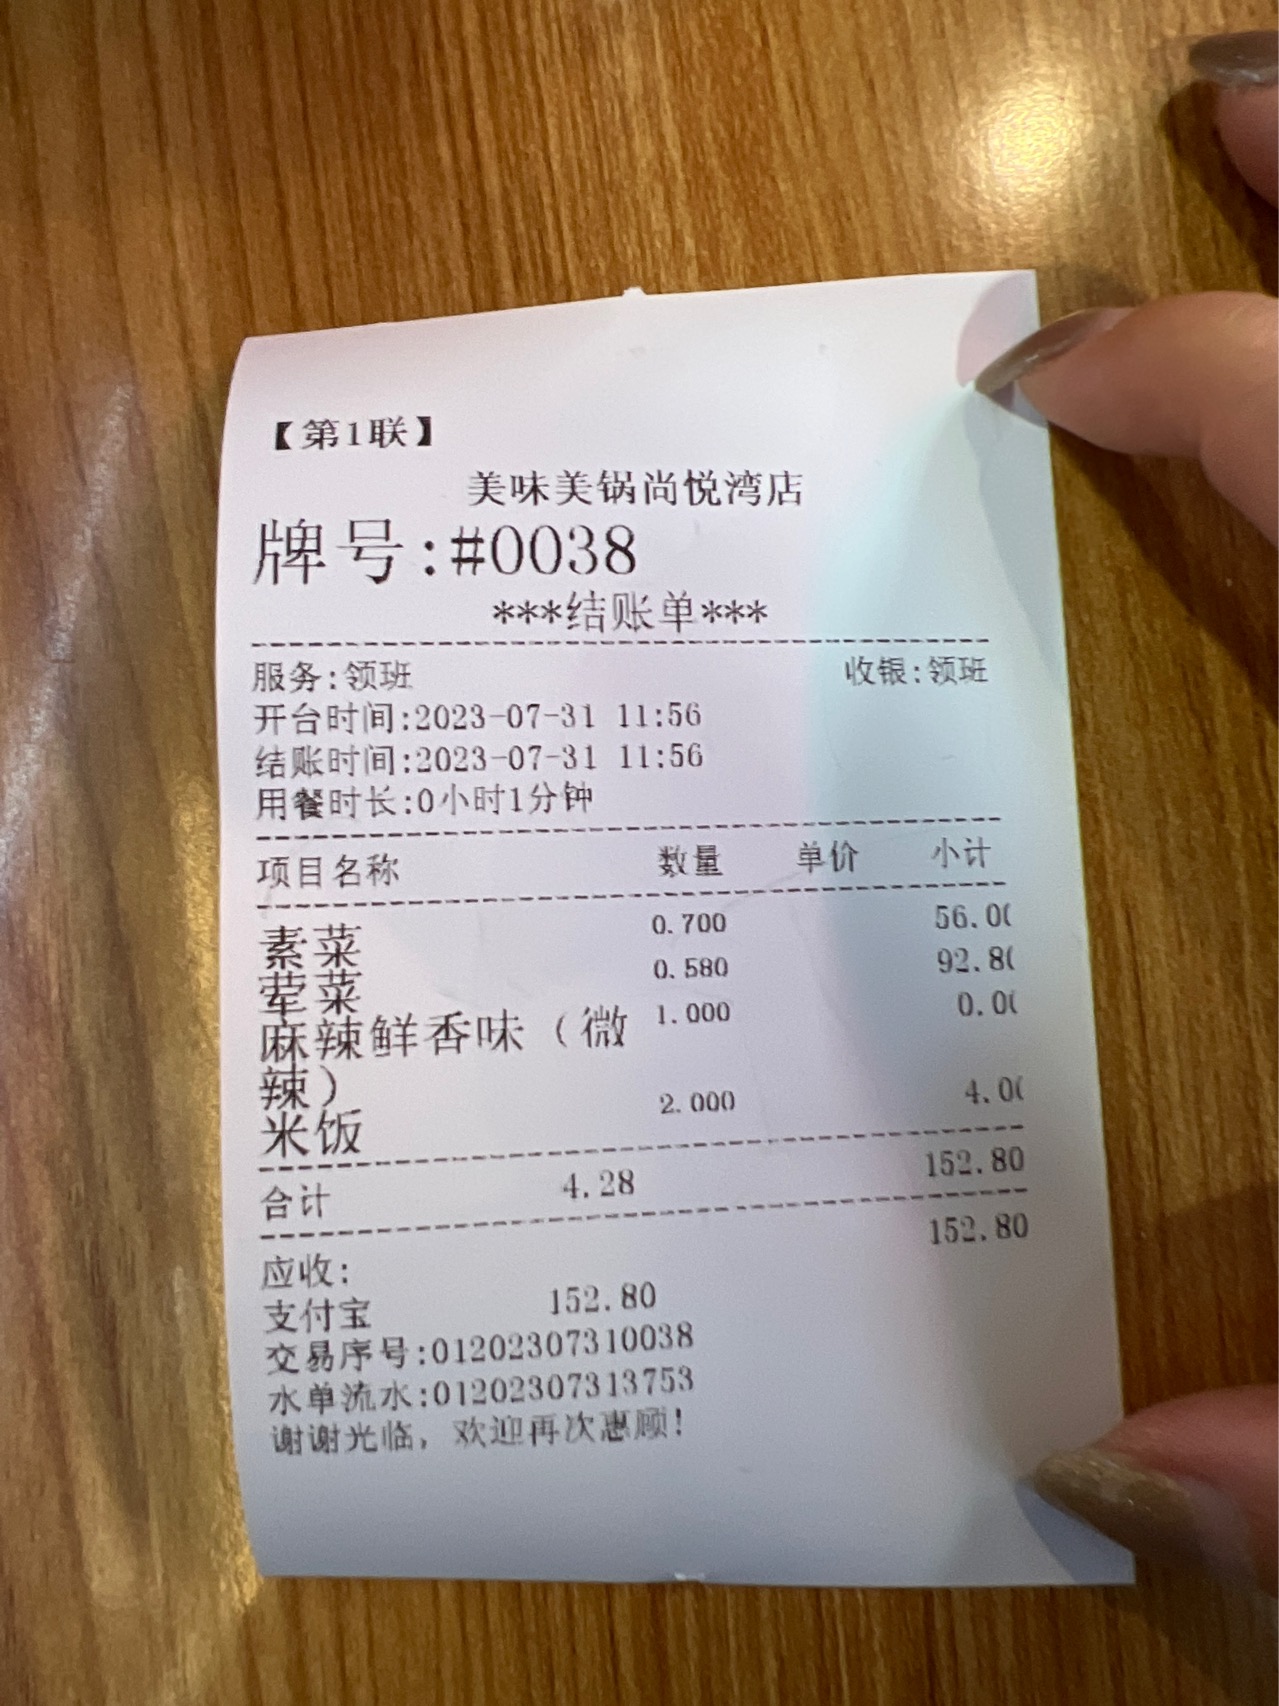 【第1联】
美味美锅尚悦湾店
牌号:#0038
***结账单***
服务:领班 收银:领班
开台时间:2023-07-31 11:56
结账时间:2023-07-31 11:56
用餐时长:0小时1分钟
项目名称 数量 单价 小计
素菜 0.700 56.0(
荤菜 0.580 92.8(
麻辣鲜香味（微 1.000 0.0(
辣）
米饭 2.000 4.0(
合计 4.28 152.80
应收: 152.80
支付宝 152.80
交易序号:01202307310038
水单流水:01202307313753
谢谢光临，欢迎再次惠顾!